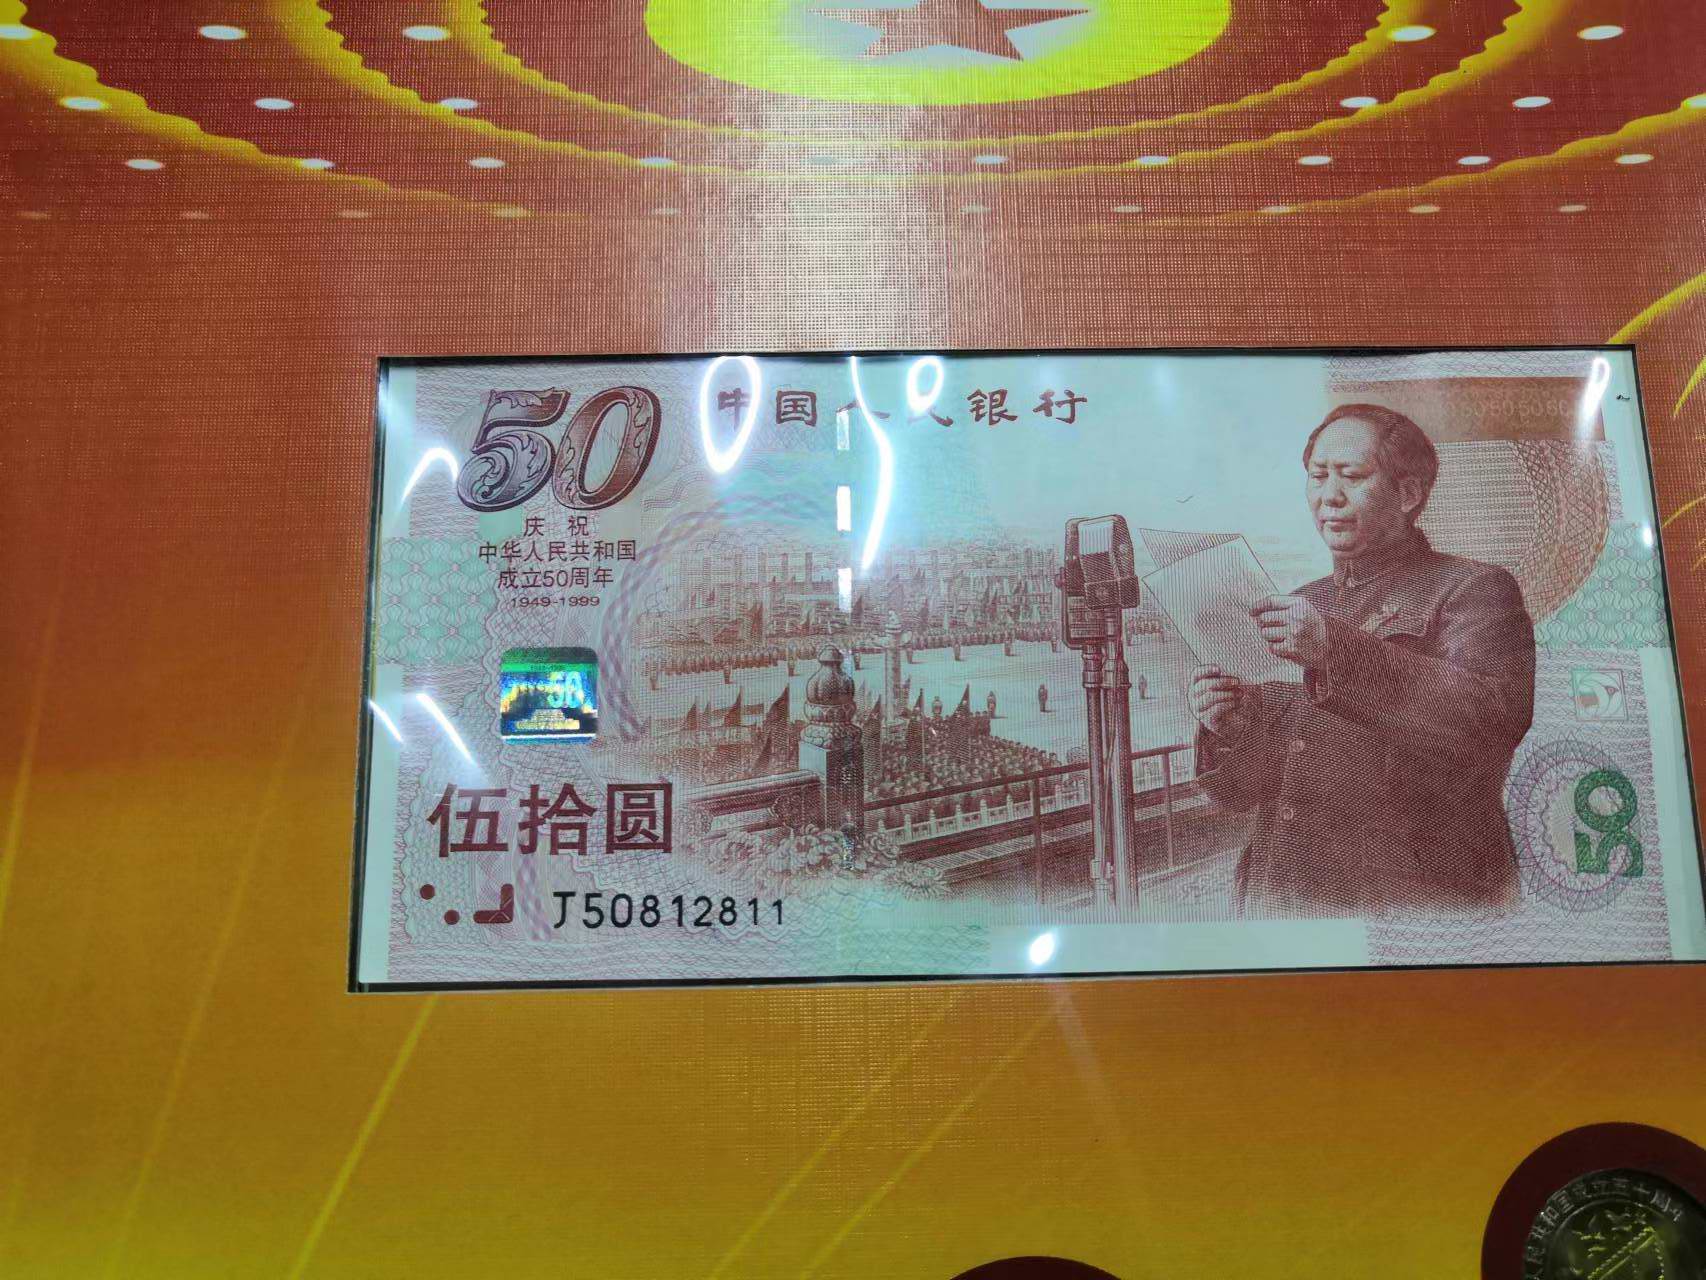 50
中国人民银行
庆祝
中华人民共和国
成立50周年
1949-1999
50
伍拾圆
J50812811
50